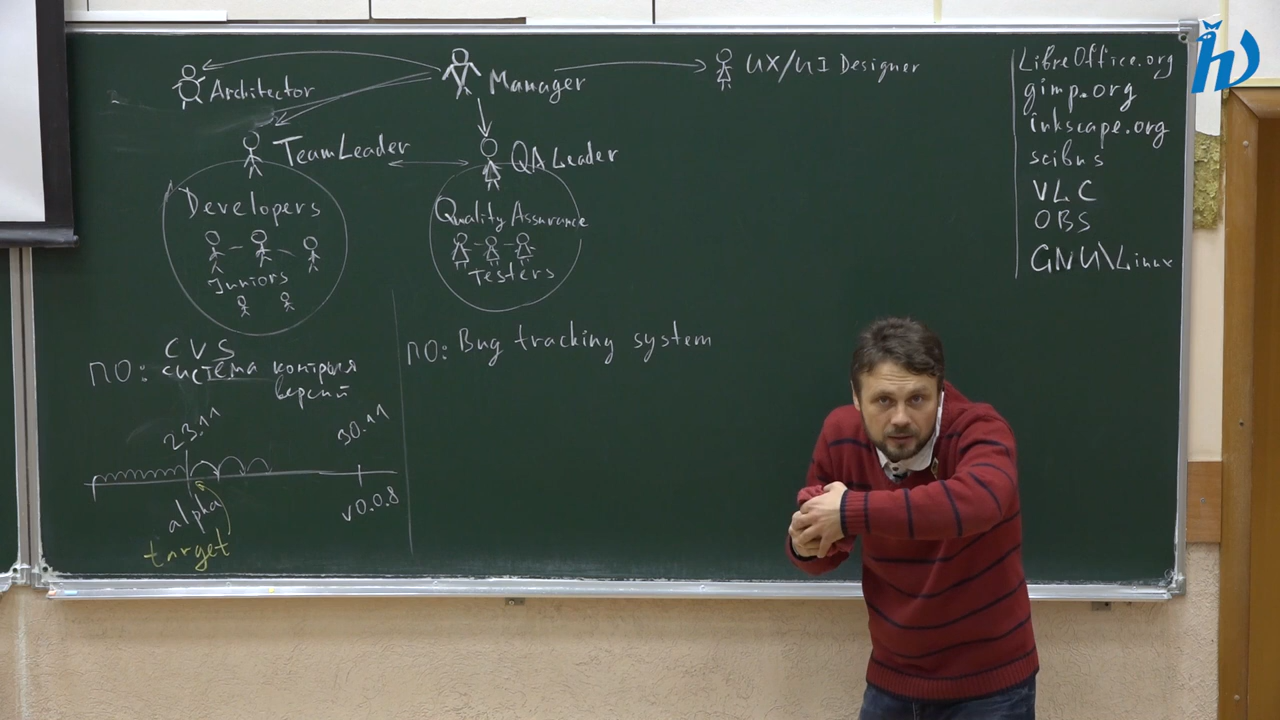 Architector
Manager
UX/UI Designer
TeamLeader
QA Leader
Developers
Juniors
Quality Assurance
Testers
ПО: CVS
система контроля
версий
23.11
30.11
alpha
v0.0.8
target
ПО: Bug tracking system
LibreOffice.org
gimp.org
inkscape.org
scibus
VLC
OBS
GNU\Linux